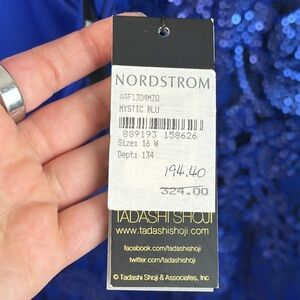 NORDSTROM
ARF1304MZQ
MYSTIC BLU
889193 158626
Size: 16 W
Dept: 134
194.40
324.00
TADASHI SHOJI
www.tadashishoji.com
facebook.com/tadashishoji
twitter.com/tadashishoji
© Tadashi Shoji & Associates, Inc